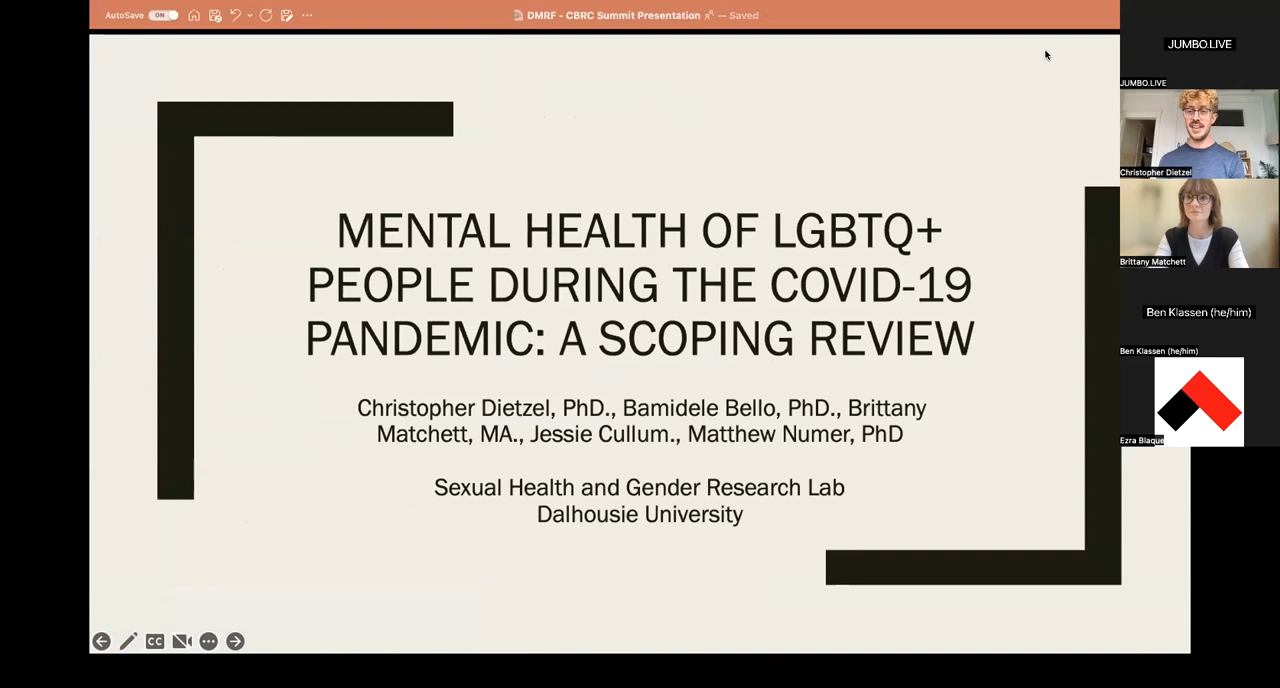 AutoSave ON
DMRF - CBRC Summit Presentation — Saved
JUMBO.LIVE
JUMBO.LIVE
Christopher Dietzel
Brittany Matchett
Ben Klassen (he/him)
Ben Klassen (he/him)
Ezra Blaque
MENTAL HEALTH OF LGBTQ+
PEOPLE DURING THE COVID-19
PANDEMIC: A SCOPING REVIEW
Christopher Dietzel, PhD., Bamidele Bello, PhD., Brittany
Matchett, MA., Jessie Cullum., Matthew Numer, PhD
Sexual Health and Gender Research Lab
Dalhousie University
CC